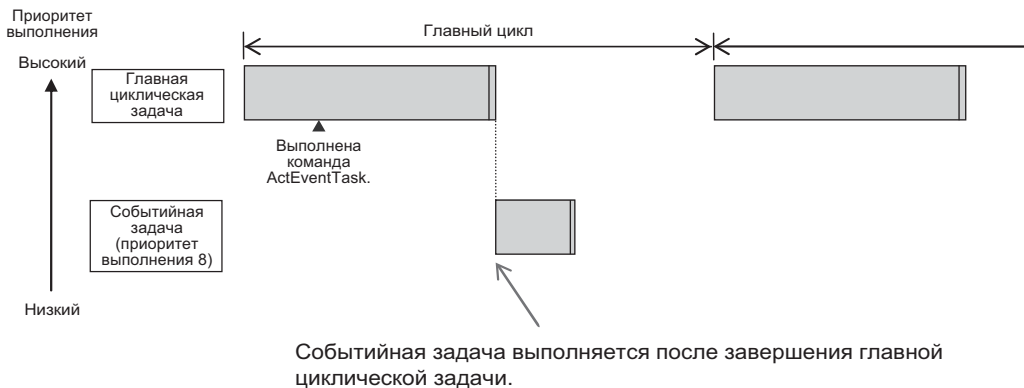 Приоритет
выполнения
Высокий
Главный цикл
Главная
циклическая
задача
Выполнена
команда
ActEventTask.
Событийная
задача
(приоритет
выполнения 8)
Низкий
Событийная задача выполняется после завершения главной
циклической задачи.